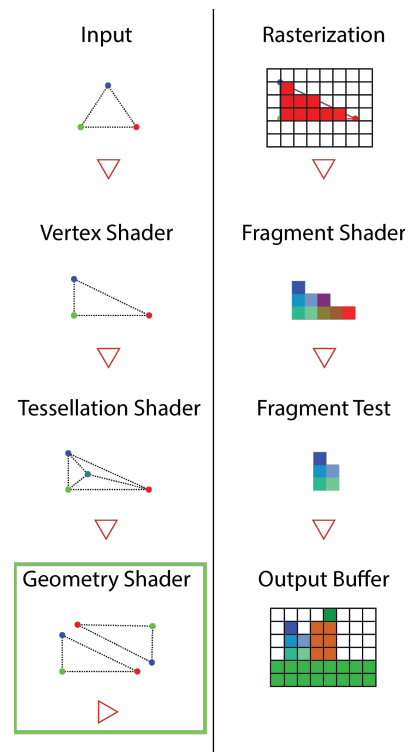 Input
Vertex Shader
Tessellation Shader
Geometry Shader
Rasterization
Fragment Shader
Fragment Test
Output Buffer